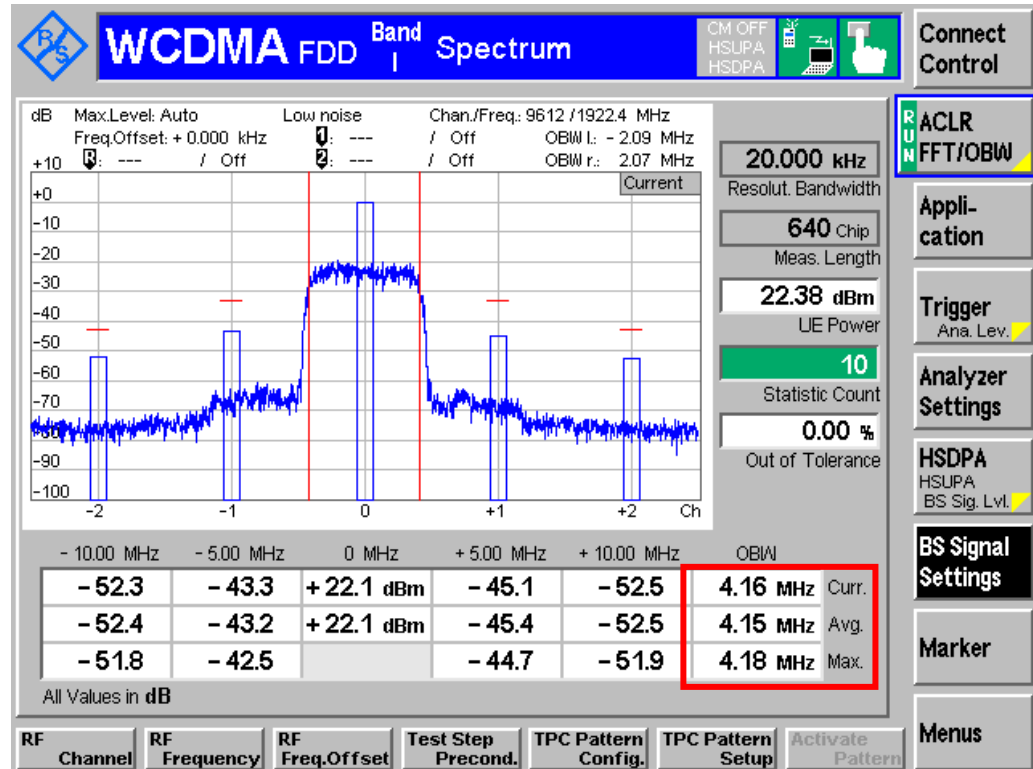 R&S
WCDMA FDD Band I Spectrum
CM OFF
HSUPA
HSDPA
Connect
Control
dB Max.Level: Auto Low noise Chan./Freq.: 9612 / 1922.4 MHz
Freq.Offset: + 0.000 kHz 1: --- / Off OBW l.: - 2.09 MHz
R: --- / Off 2: --- / Off OBW r.: 2.07 MHz
Current
+10
+0
-10
-20
-30
-40
-50
-60
-70
-80
-90
-100
-2 -1 0 +1 +2 Ch
20.000 kHz
Resolut. Bandwidth
640 Chip
Meas. Length
22.38 dBm
UE Power
10
Statistic Count
0.00 %
Out of Tolerance
- 10.00 MHz - 5.00 MHz 0 MHz + 5.00 MHz + 10.00 MHz OBW
- 52.3 - 43.3 + 22.1 dBm - 45.1 - 52.5 4.16 MHz Curr.
- 52.4 - 43.2 + 22.1 dBm - 45.4 - 52.5 4.15 MHz Avg.
- 51.8 - 42.5 - 44.7 - 51.9 4.18 MHz Max.
All Values in dB
RUN
ACLR
FFT/OBW
Appli-
cation
Trigger
Ana. Lev.
Analyzer
Settings
HSDPA
HSUPA
BS Sig. Lvl.
BS Signal
Settings
Marker
Menus
RF
Channel
RF
Frequency
RF
Freq.Offset
Test Step
Precond.
TPC Pattern
Config.
TPC Pattern
Setup
Activate
Pattern